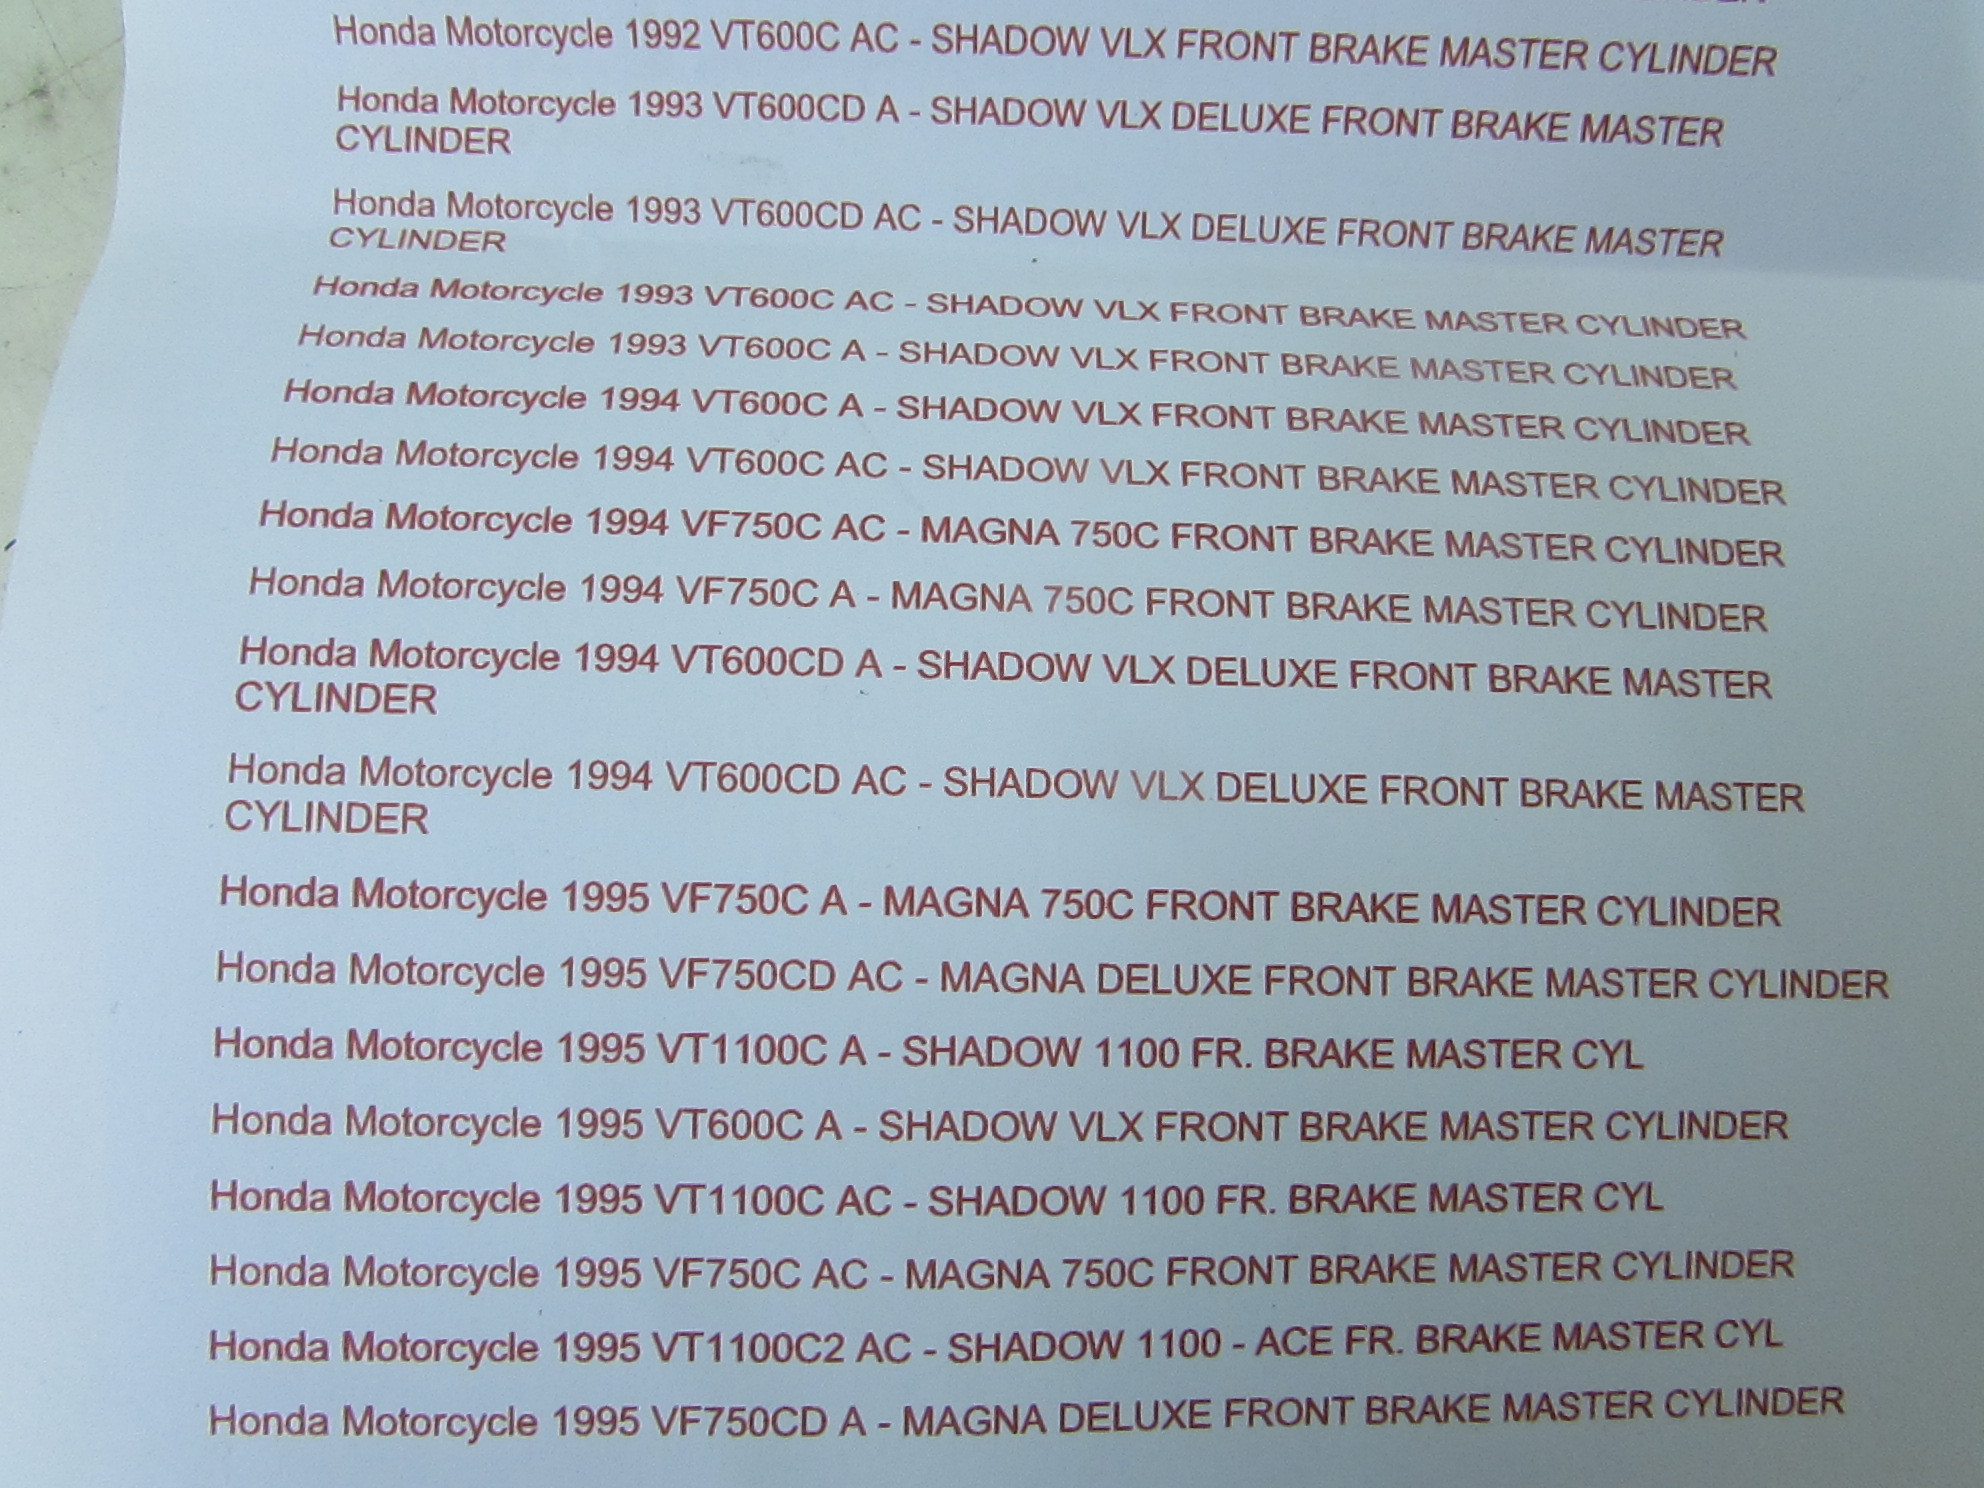 Honda Motorcycle 1992 VT600C AC - SHADOW VLX FRONT BRAKE MASTER CYLINDER
Honda Motorcycle 1993 VT600CD A - SHADOW VLX DELUXE FRONT BRAKE MASTER
CYLINDER
Honda Motorcycle 1993 VT600CD AC - SHADOW VLX DELUXE FRONT BRAKE MASTER
CYLINDER
Honda Motorcycle 1993 VT600C AC - SHADOW VLX FRONT BRAKE MASTER CYLINDER
Honda Motorcycle 1993 VT600C A - SHADOW VLX FRONT BRAKE MASTER CYLINDER
Honda Motorcycle 1994 VT600C A - SHADOW VLX FRONT BRAKE MASTER CYLINDER
Honda Motorcycle 1994 VT600C AC - SHADOW VLX FRONT BRAKE MASTER CYLINDER
Honda Motorcycle 1994 VF750C AC - MAGNA 750C FRONT BRAKE MASTER CYLINDER
Honda Motorcycle 1994 VF750C A - MAGNA 750C FRONT BRAKE MASTER CYLINDER
Honda Motorcycle 1994 VT600CD A - SHADOW VLX DELUXE FRONT BRAKE MASTER
CYLINDER
Honda Motorcycle 1994 VT600CD AC - SHADOW VLX DELUXE FRONT BRAKE MASTER
CYLINDER
Honda Motorcycle 1995 VF750C A - MAGNA 750C FRONT BRAKE MASTER CYLINDER
Honda Motorcycle 1995 VF750CD AC - MAGNA DELUXE FRONT BRAKE MASTER CYLINDER
Honda Motorcycle 1995 VT1100C A - SHADOW 1100 FR. BRAKE MASTER CYL
Honda Motorcycle 1995 VT600C A - SHADOW VLX FRONT BRAKE MASTER CYLINDER
Honda Motorcycle 1995 VT1100C AC - SHADOW 1100 FR. BRAKE MASTER CYL
Honda Motorcycle 1995 VF750C AC - MAGNA 750C FRONT BRAKE MASTER CYLINDER
Honda Motorcycle 1995 VT1100C2 AC - SHADOW 1100 - ACE FR. BRAKE MASTER CYL
Honda Motorcycle 1995 VF750CD A - MAGNA DELUXE FRONT BRAKE MASTER CYLINDER